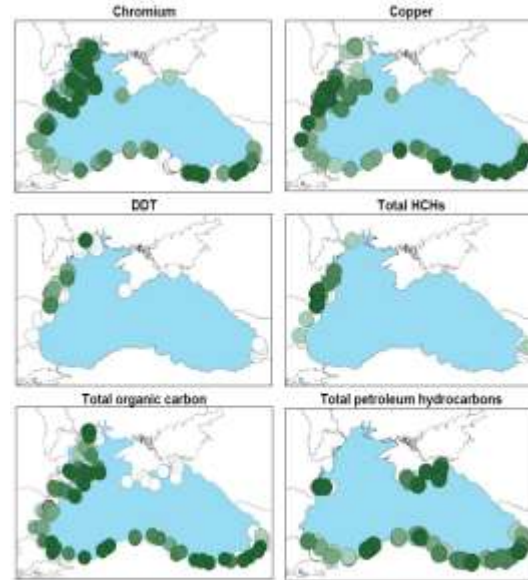 Chromium
Copper
DDT
Total HCHs
Total organic carbon
Total petroleum hydrocarbons